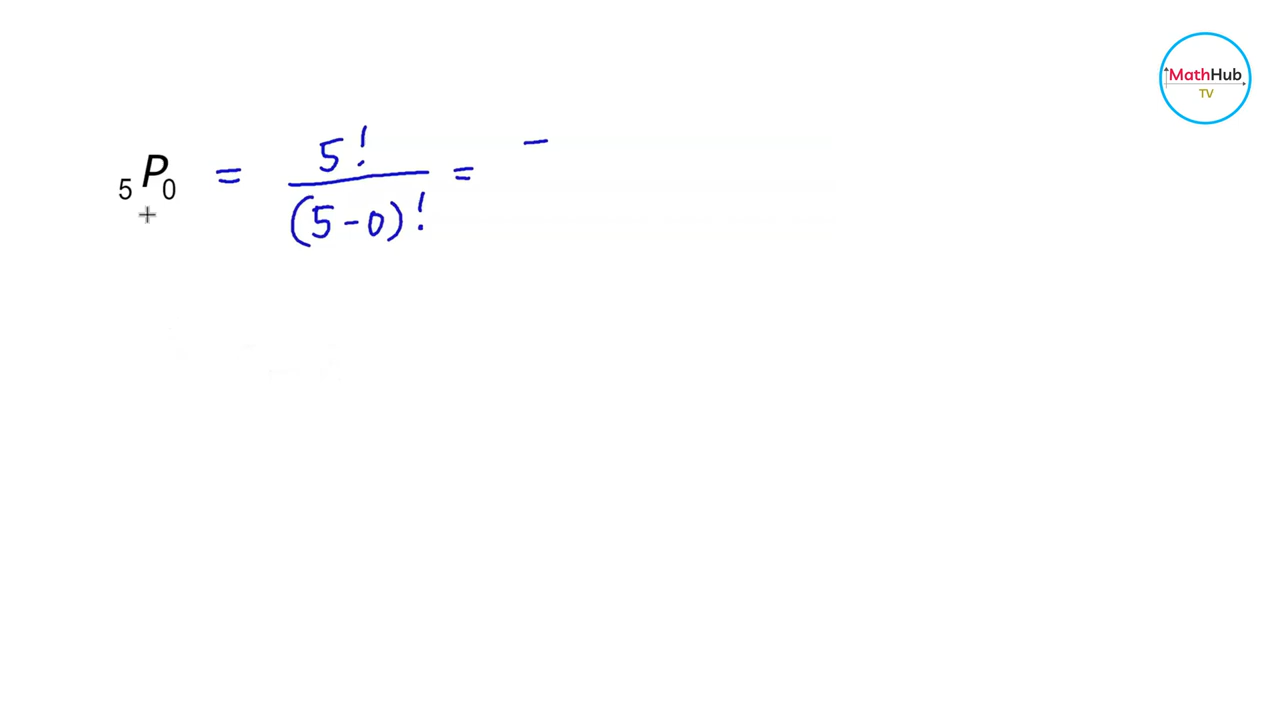 MathHub
TV
₅P₀ = 5! / (5-0)! =